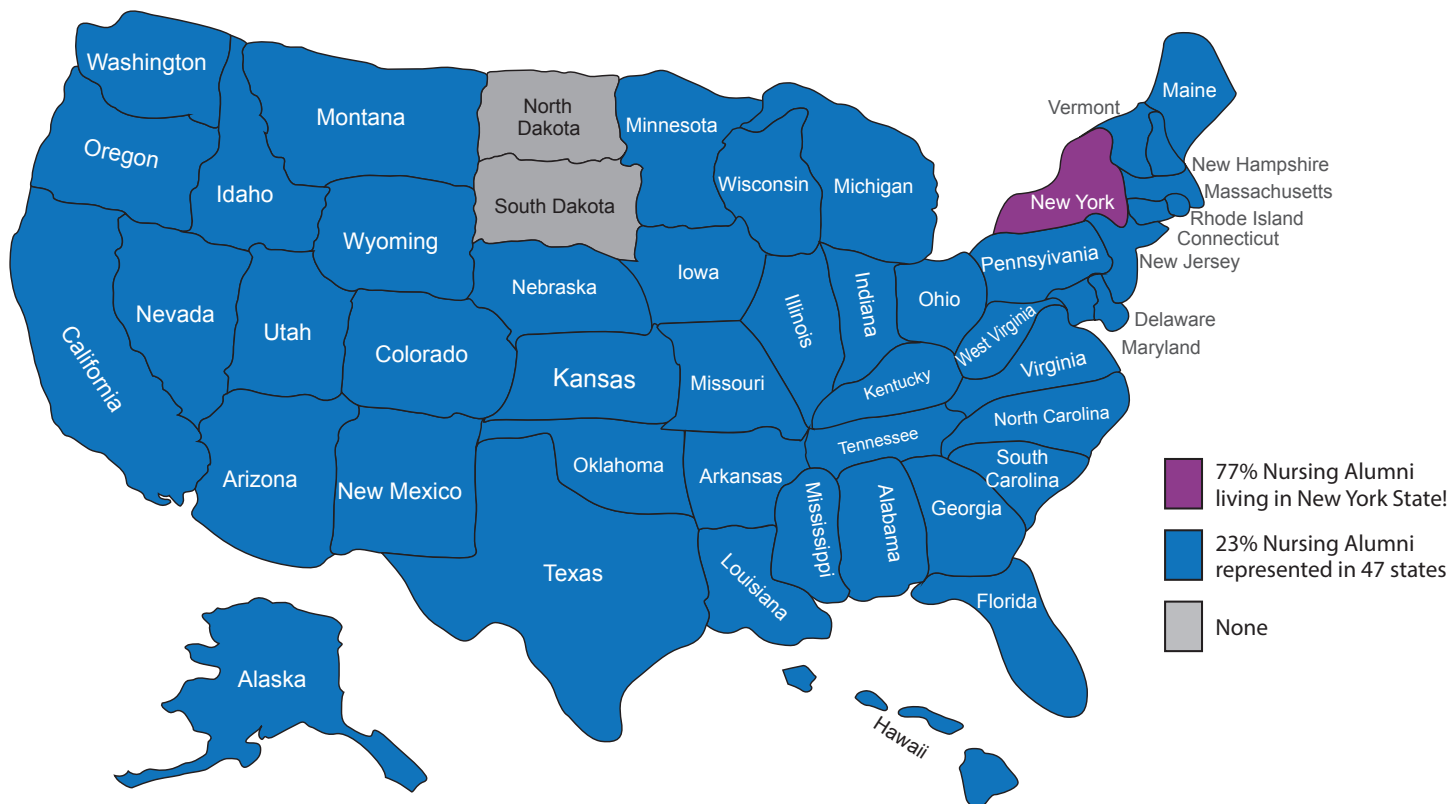 Washington
Oregon
California
Nevada
Idaho
Montana
Wyoming
Utah
Colorado
Arizona
New Mexico
North
Dakota
South Dakota
Nebraska
Kansas
Oklahoma
Texas
Minnesota
Iowa
Missouri
Arkansas
Louisiana
Wisconsin
Illinois
Michigan
Indiana
Ohio
Kentucky
Tennessee
Mississippi
Alabama
Georgia
Florida
South
Carolina
North Carolina
Virginia
West Virginia
Pennsyivania
New York
Vermont
Maine
New Hampshire
Massachusetts
Rhode Island
Connecticut
New Jersey
Delaware
Maryland
Alaska
Hawaii
77% Nursing Alumni
living in New York State!
23% Nursing Alumni
represented in 47 states
None